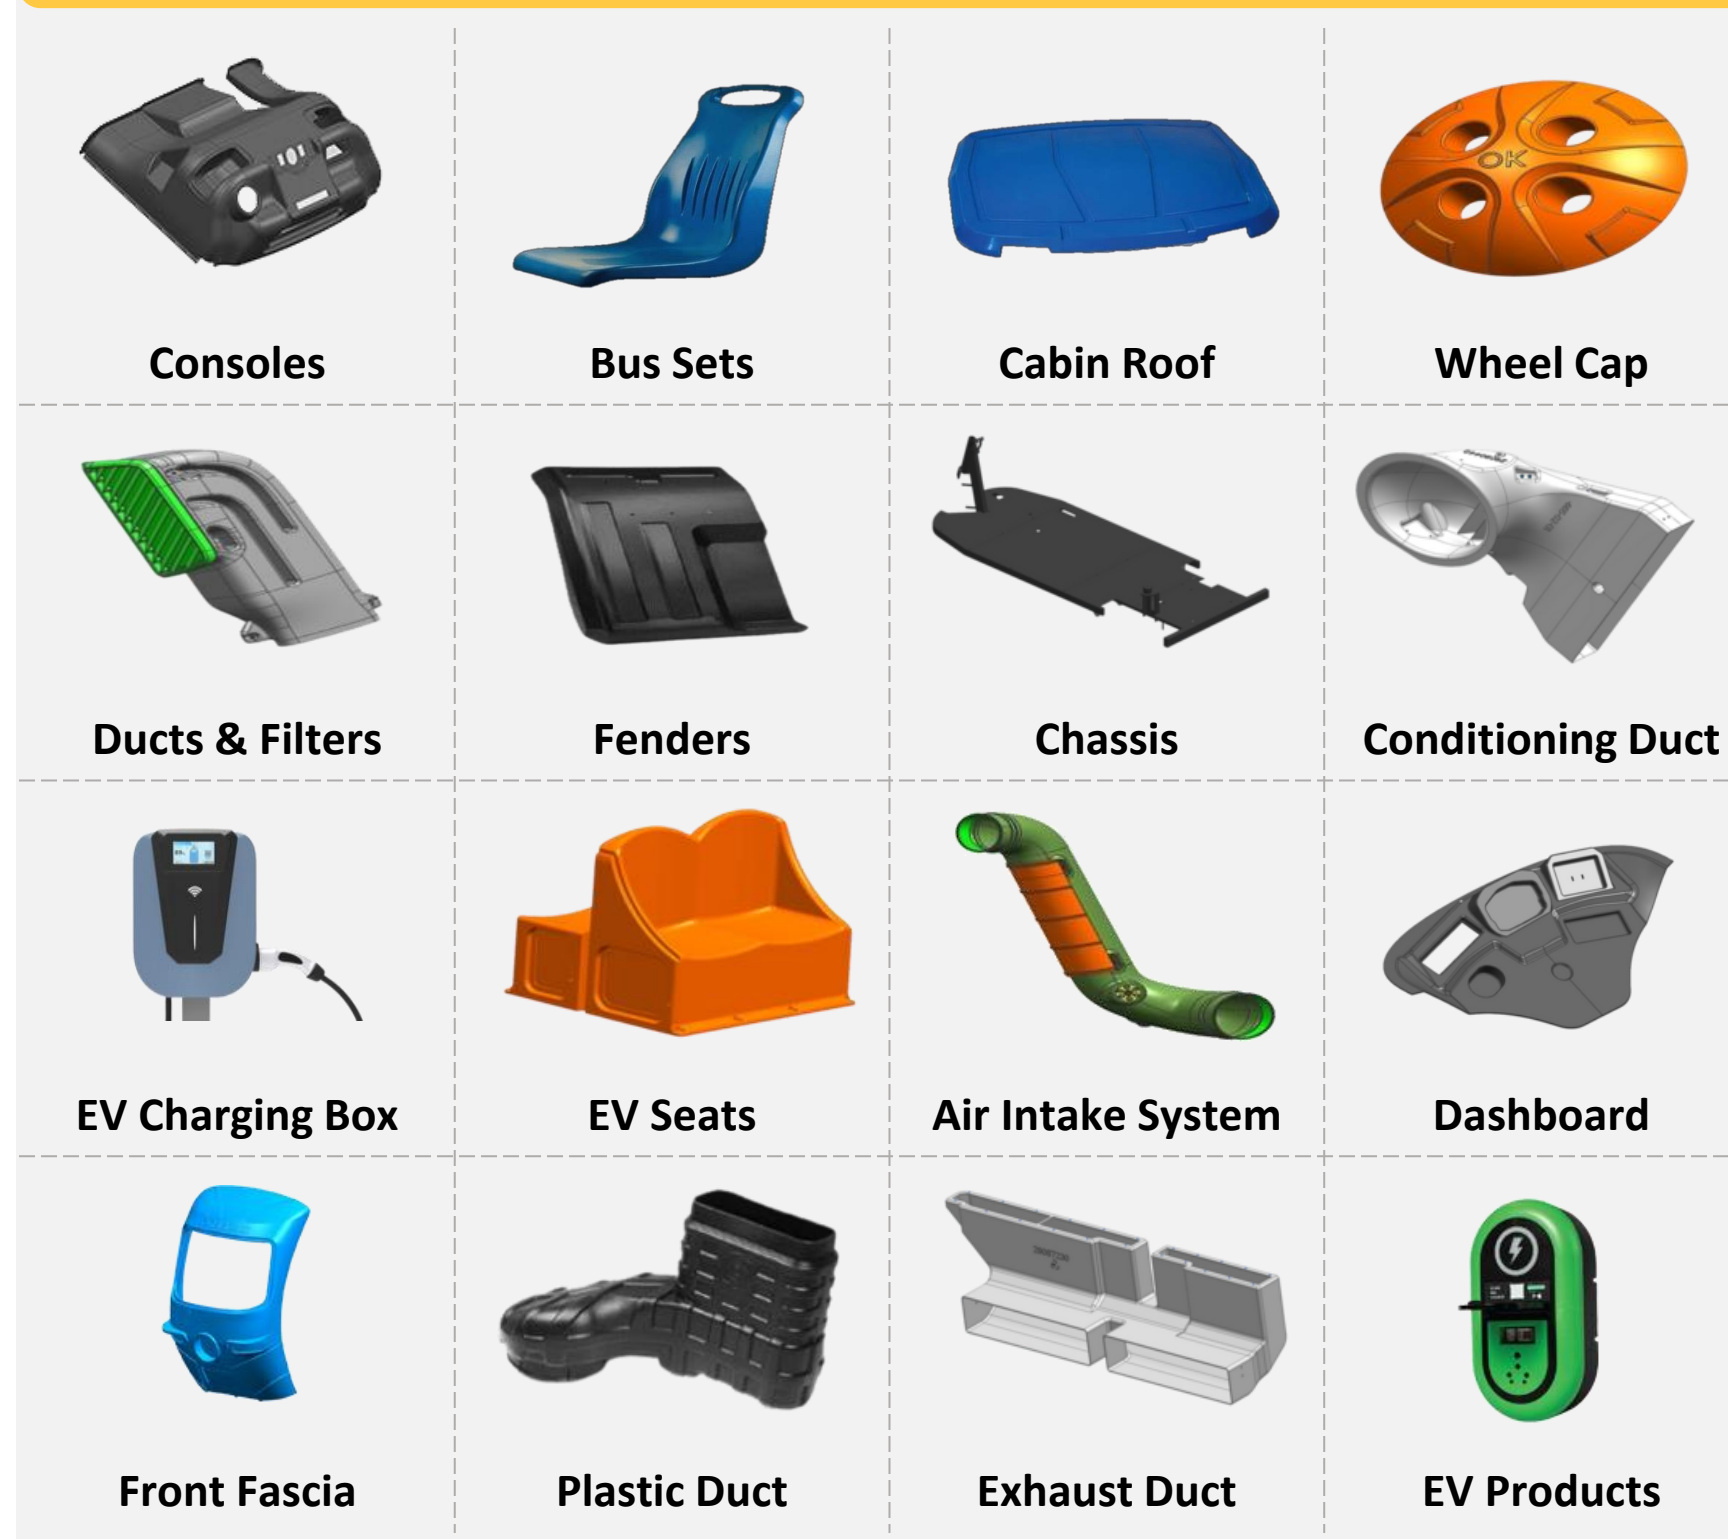 OK
Consoles
Bus Sets
Cabin Roof
Wheel Cap
Ducts & Filters
Fenders
Chassis
Conditioning Duct
EV Charging Box
EV Seats
Air Intake System
Dashboard
Front Fascia
Plastic Duct
Exhaust Duct
EV Products